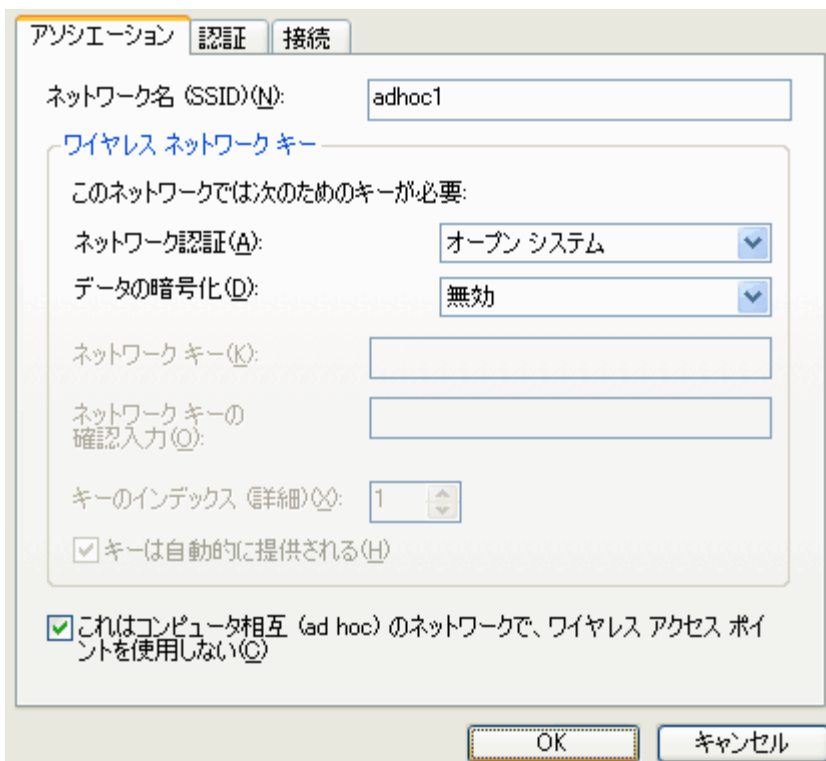 アソシエーション 認証 接続
ネットワーク名 (SSID)(N): adhoc1
ワイヤレス ネットワーク キー
このネットワークでは次のためのキーが必要:
ネットワーク認証(A): オープン システム
データの暗号化(D): 無効
ネットワーク キー(K):
ネットワーク キーの
確認入力(O):
キーのインデックス (詳細)(X): 1
キーは自動的に提供される(H)
これはコンピュータ相互 (ad hoc) のネットワークで、ワイヤレス アクセス ポイ
ントを使用しない(C)
OK キャンセル